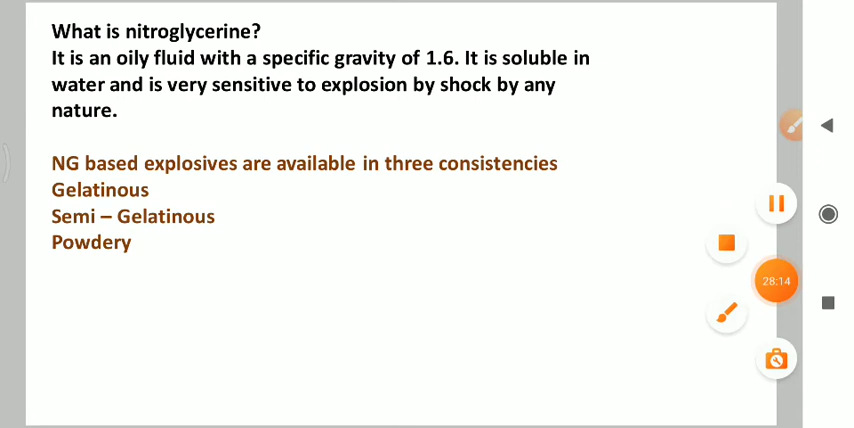 What is nitroglycerine?
It is an oily fluid with a specific gravity of 1.6. It is soluble in
water and is very sensitive to explosion by shock by any
nature.
NG based explosives are available in three consistencies
Gelatinous
Semi – Gelatinous
Powdery
28:14